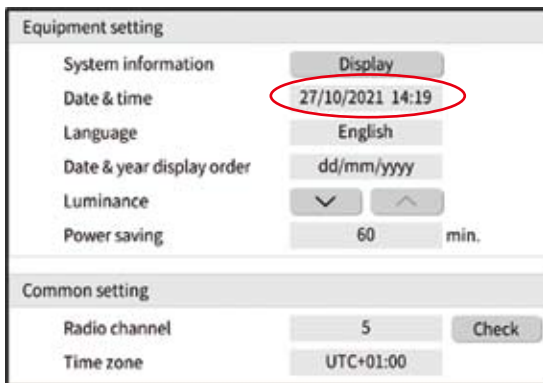 Equipment setting
System information Display
Date & time 27/10/2021 14:19
Language English
Date & year display order dd/mm/yyyy
Luminance
Power saving 60 min.
Common setting
Radio channel 5 Check
Time zone UTC+01:00